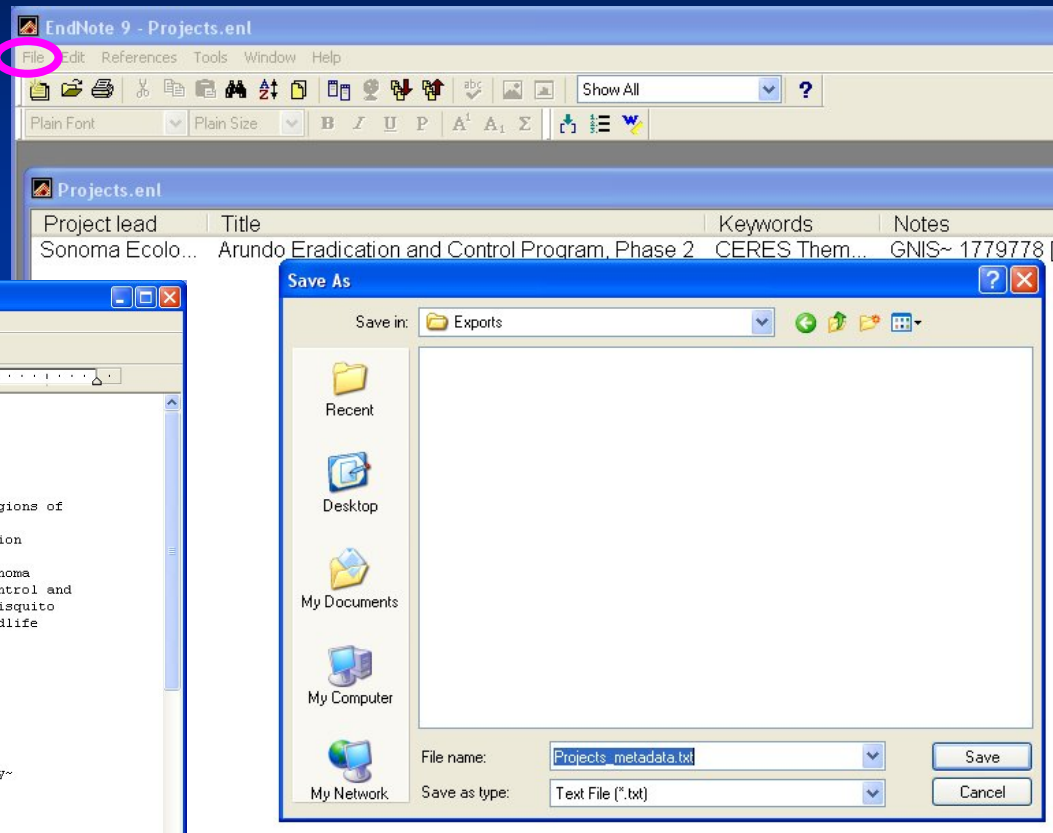 EndNote 9 - Projects.enl
File Edit References Tools Window Help
Show All ?
Plain Font Plain Size B I U P A¹ A₁ Σ
Projects.enl
Project lead Title Keywords Notes
Sonoma Ecolo... Arundo Eradication and Control Program, Phase 2 CERES Them... GNIS~ 1779778 [
Save As
Save in: Exports
Recent
Desktop
My Documents
My Computer
My Network
File name: Projects_metadata.txt Save
Save as type: Text File (*.txt) Cancel
gions of
ion
noma
ntrol and
isquito
dlife
y~